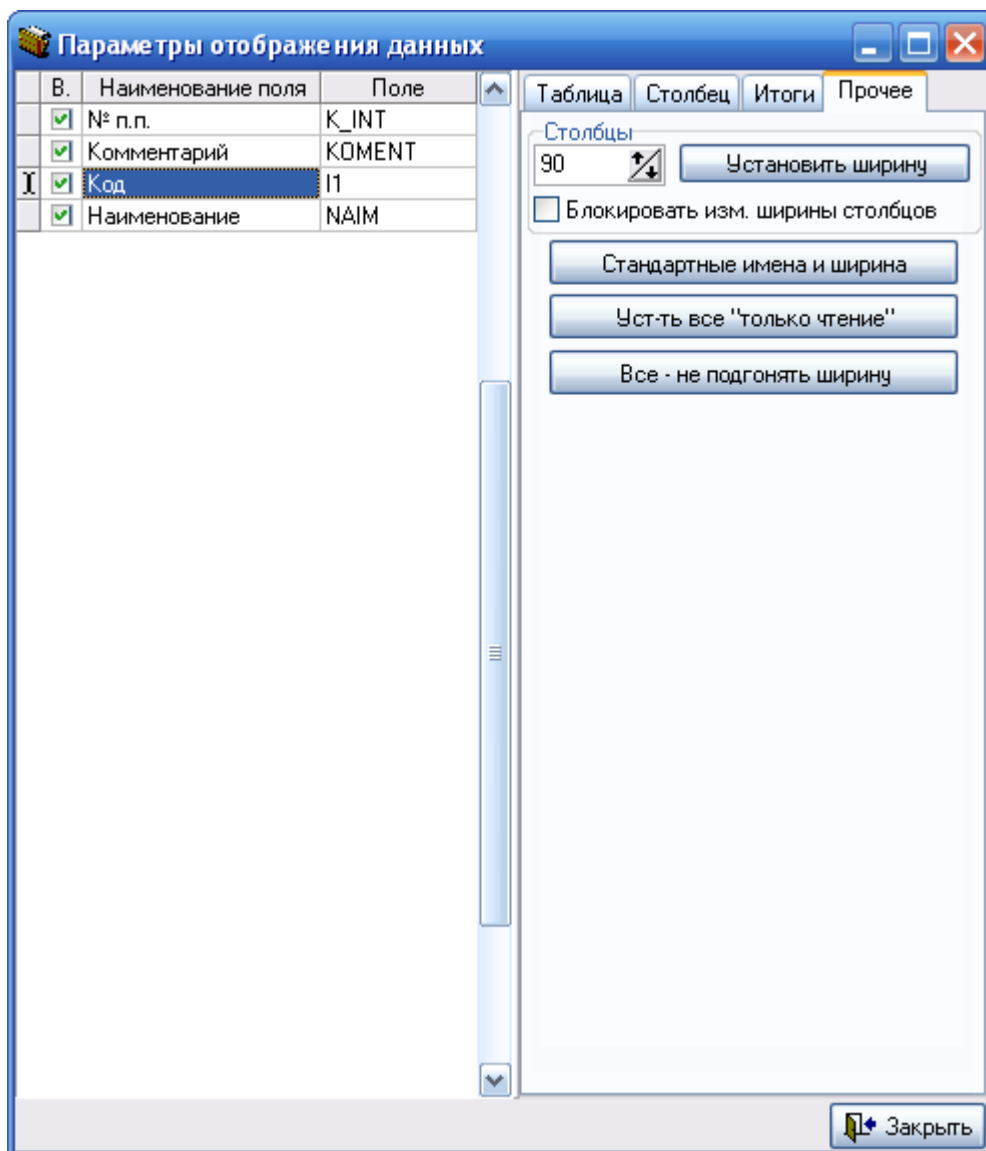 Параметры отображения данных
В. Наименование поля Поле
№ п.п. K_INT
Комментарий KOMENT
Код I1
Наименование NAIM
Таблица Столбец Итоги Прочее
Столбцы
90 Установить ширину
Блокировать изм. ширины столбцов
Стандартные имена и ширина
Уст-ть все "только чтение"
Все - не подгонять ширину
Закрыть